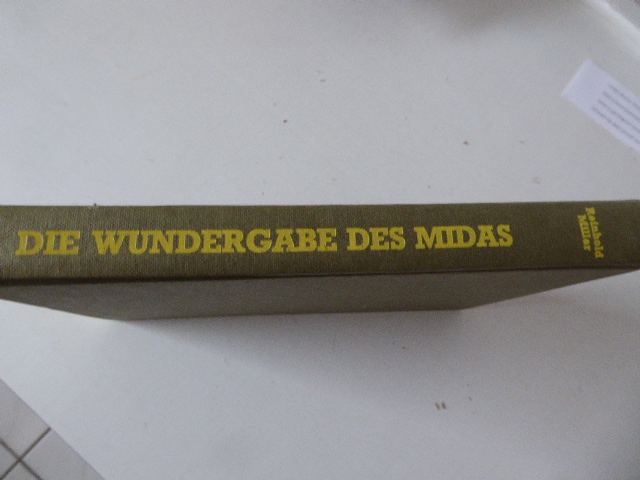 DIE WUNDERGABE DES MIDAS
Reinhold
Müller